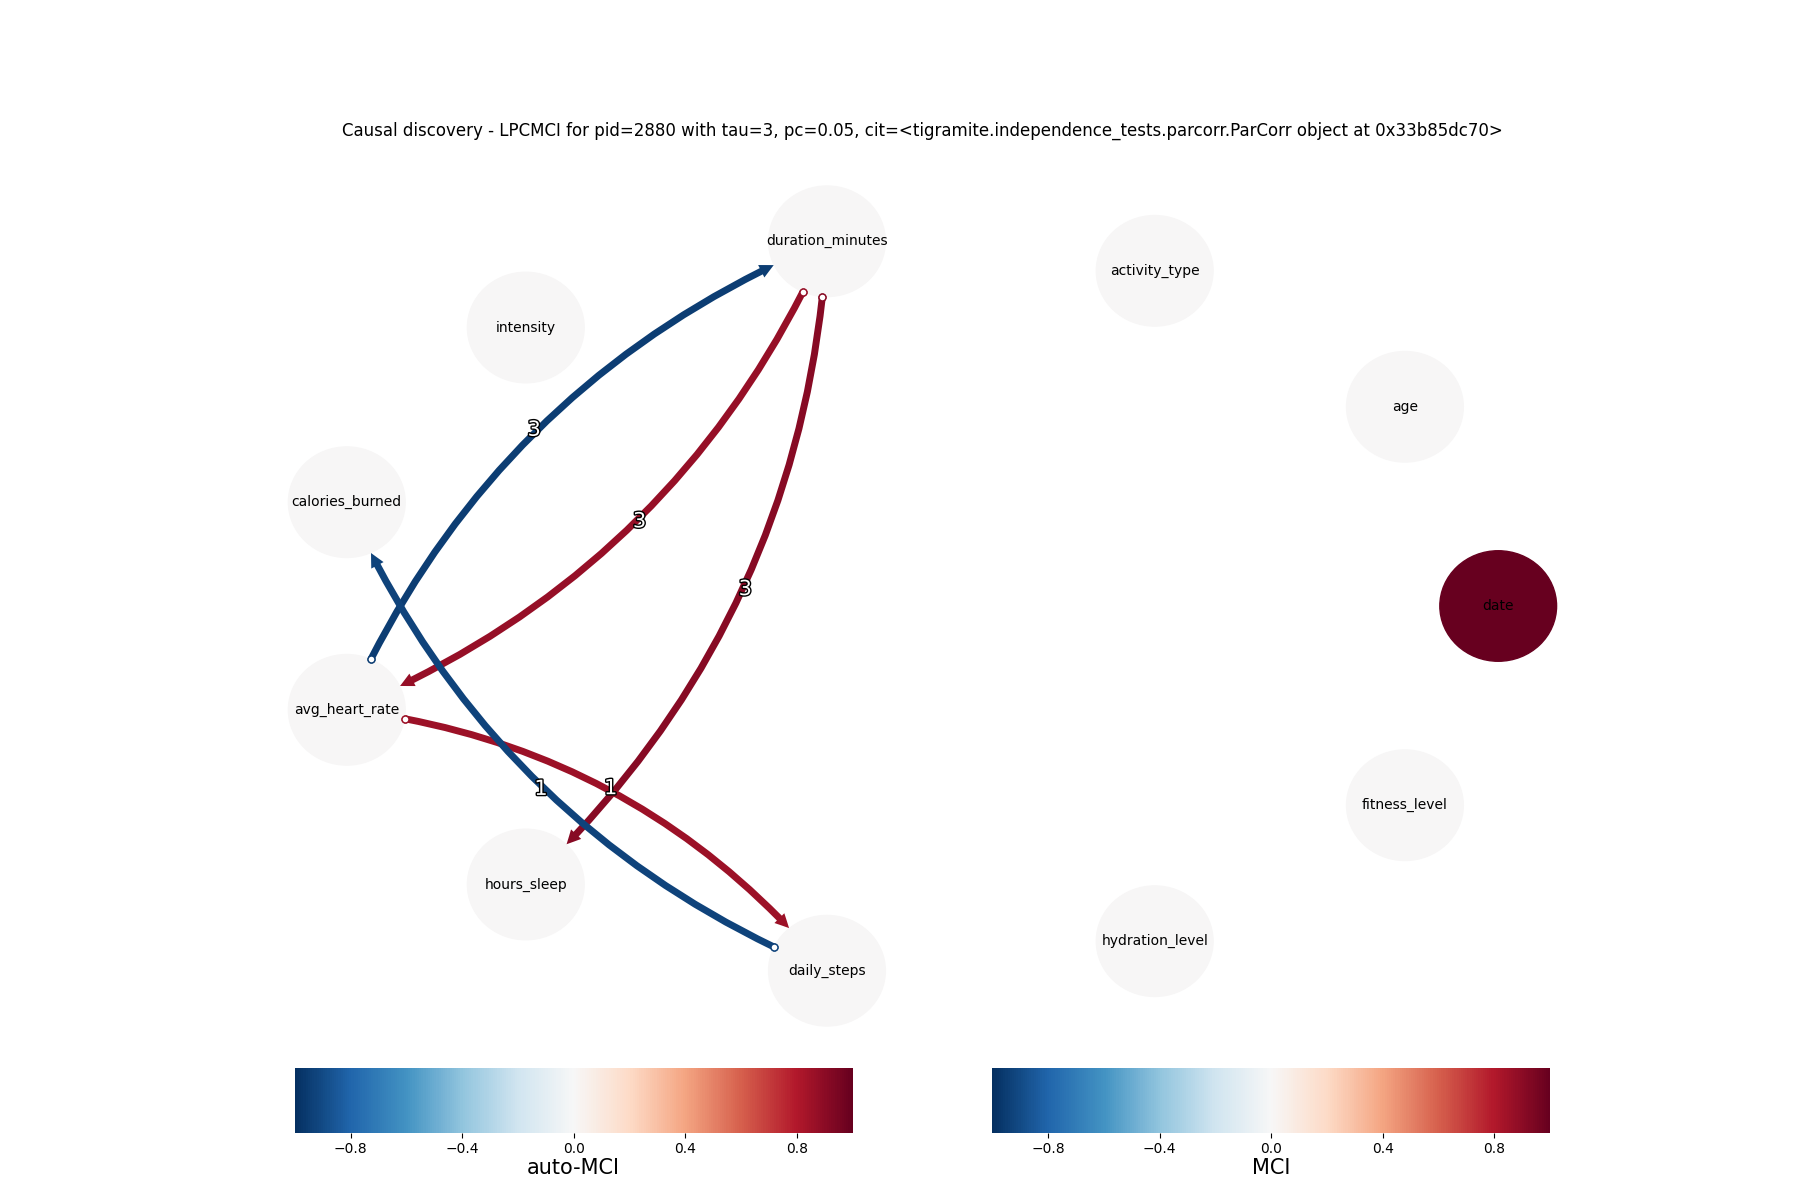 Causal discovery - LPCMCI for pid=2880 with tau=3, pc=0.05, cit=<tigramite.independence_tests.parcorr.ParCorr object at 0x33b85dc70>
duration_minutes
activity_type
intensity
age
3
calories_burned
3
3
date
avg_heart_rate
1
1
fitness_level
hours_sleep
hydration_level
daily_steps
−0.8 −0.4 0.0 0.4 0.8
auto-MCI
−0.8 −0.4 0.0 0.4 0.8
MCI